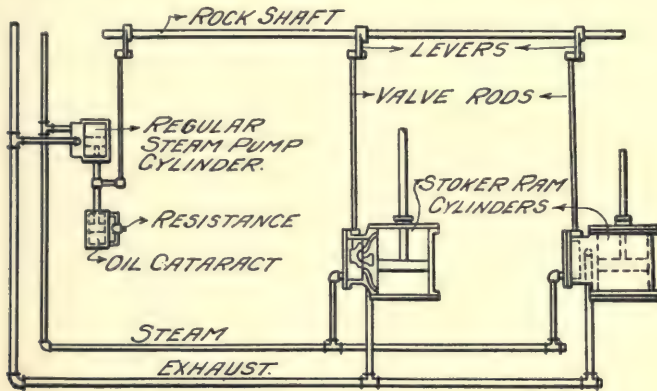 ROCK SHAFT
LEVERS
VALVE RODS
REGULAR
STEAM PUMP
CYLINDER.
STOKER RAM
CYLINDERS
RESISTANCE
OIL CATARACT
STEAM
EXHAUST.